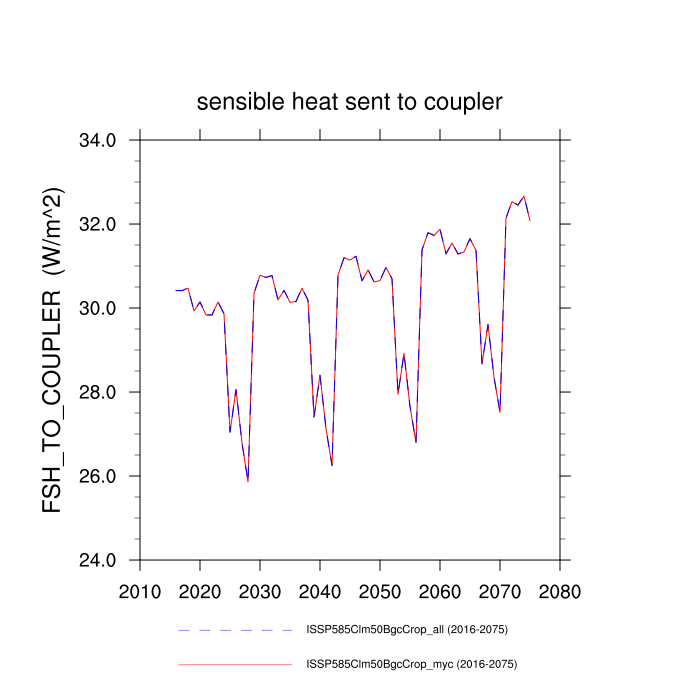 sensible heat sent to coupler
FSH_TO_COUPLER (W/m^2)
34.0
32.0
30.0
28.0
26.0
24.0
2010 2020 2030 2040 2050 2060 2070 2080
ISSP585Clm50BgcCrop_all (2016-2075)
ISSP585Clm50BgcCrop_myc (2016-2075)